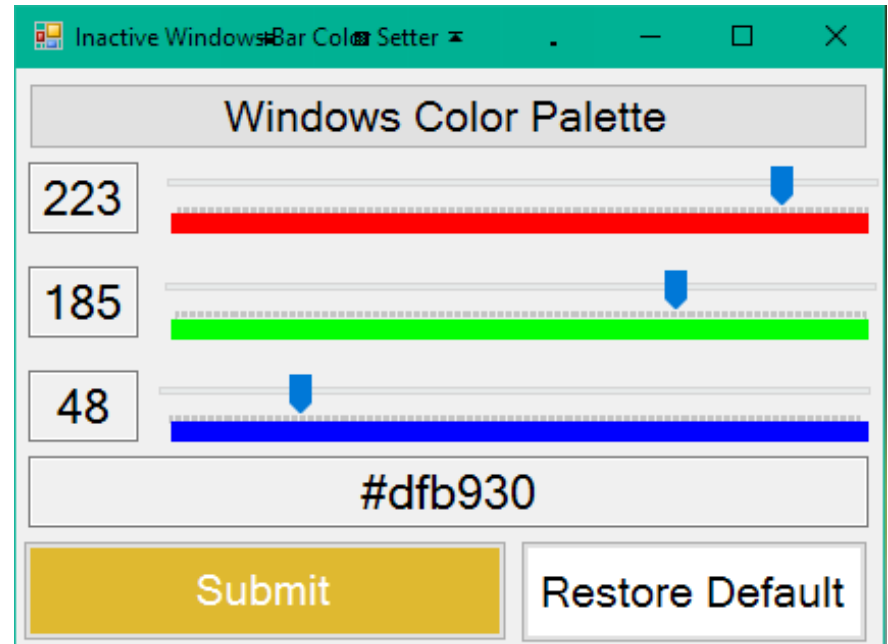 Inactive Windows Bar Color Setter
Windows Color Palette
223
185
48
#dfb930
Submit
Restore Default